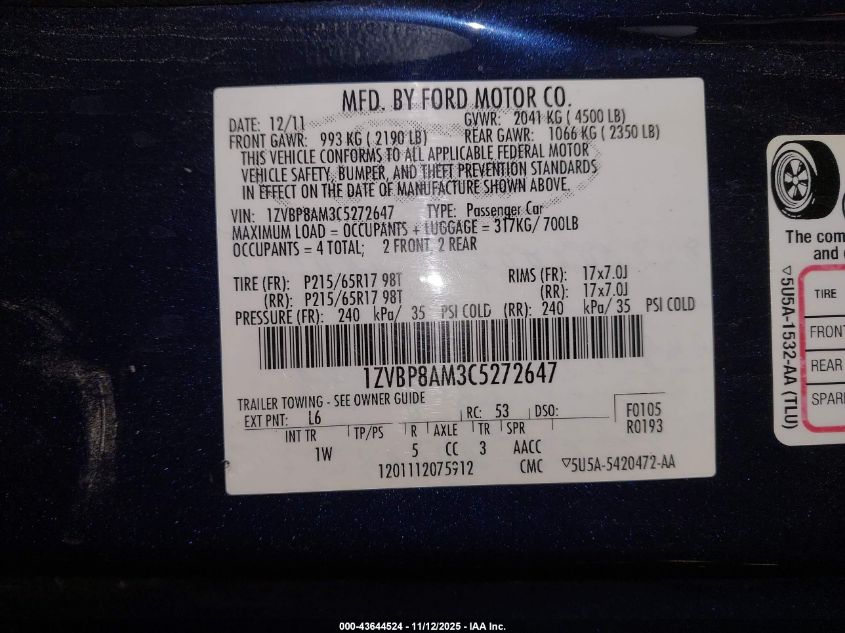 MFD. BY FORD MOTOR CO.
DATE: 12/11 GVWR: 2041 KG ( 4500 LB)
FRONT GAWR: 993 KG ( 2190 LB) REAR GAWR: 1066 KG ( 2350 LB)
THIS VEHICLE CONFORMS TO ALL APPLICABLE FEDERAL MOTOR
VEHICLE SAFETY, BUMPER, AND THEFT PREVENTION STANDARDS
IN EFFECT ON THE DATE OF MANUFACTURE SHOWN ABOVE.
VIN: 1ZVBP8AM3C5272647 TYPE: Passenger Car
MAXIMUM LOAD = OCCUPANTS + LUGGAGE = 317KG/ 700LB
OCCUPANTS = 4 TOTAL; 2 FRONT, 2 REAR
TIRE (FR): P215/65R17 98T RIMS (FR): 17x7.0J
(RR): P215/65R17 98T (RR): 17x7.0J
PRESSURE (FR): 240 kPa/ 35 PSI COLD (RR): 240 kPa/ 35 PSI COLD
1ZVBP8AM3C5272647
TRAILER TOWING - SEE OWNER GUIDE
EXT PNT: L6 RC: 53 DSO: F0105
R0193
INT TR TP/PS R AXLE TR SPR
1W 5 CC 3 AACC
1201112075912 CMC ▽5U5A-5420472-AA
The com
and
▽5U5A-1532-AA (TLU)
TIRE
FRONT
REAR
SPAR
000-43644524 - 11/12/2025 - IAA Inc.